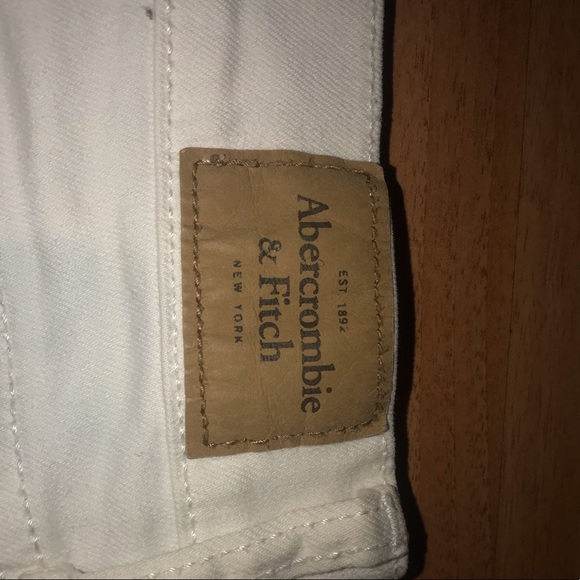 EST. 1892
Abercrombie
& Fitch
NEW YORK